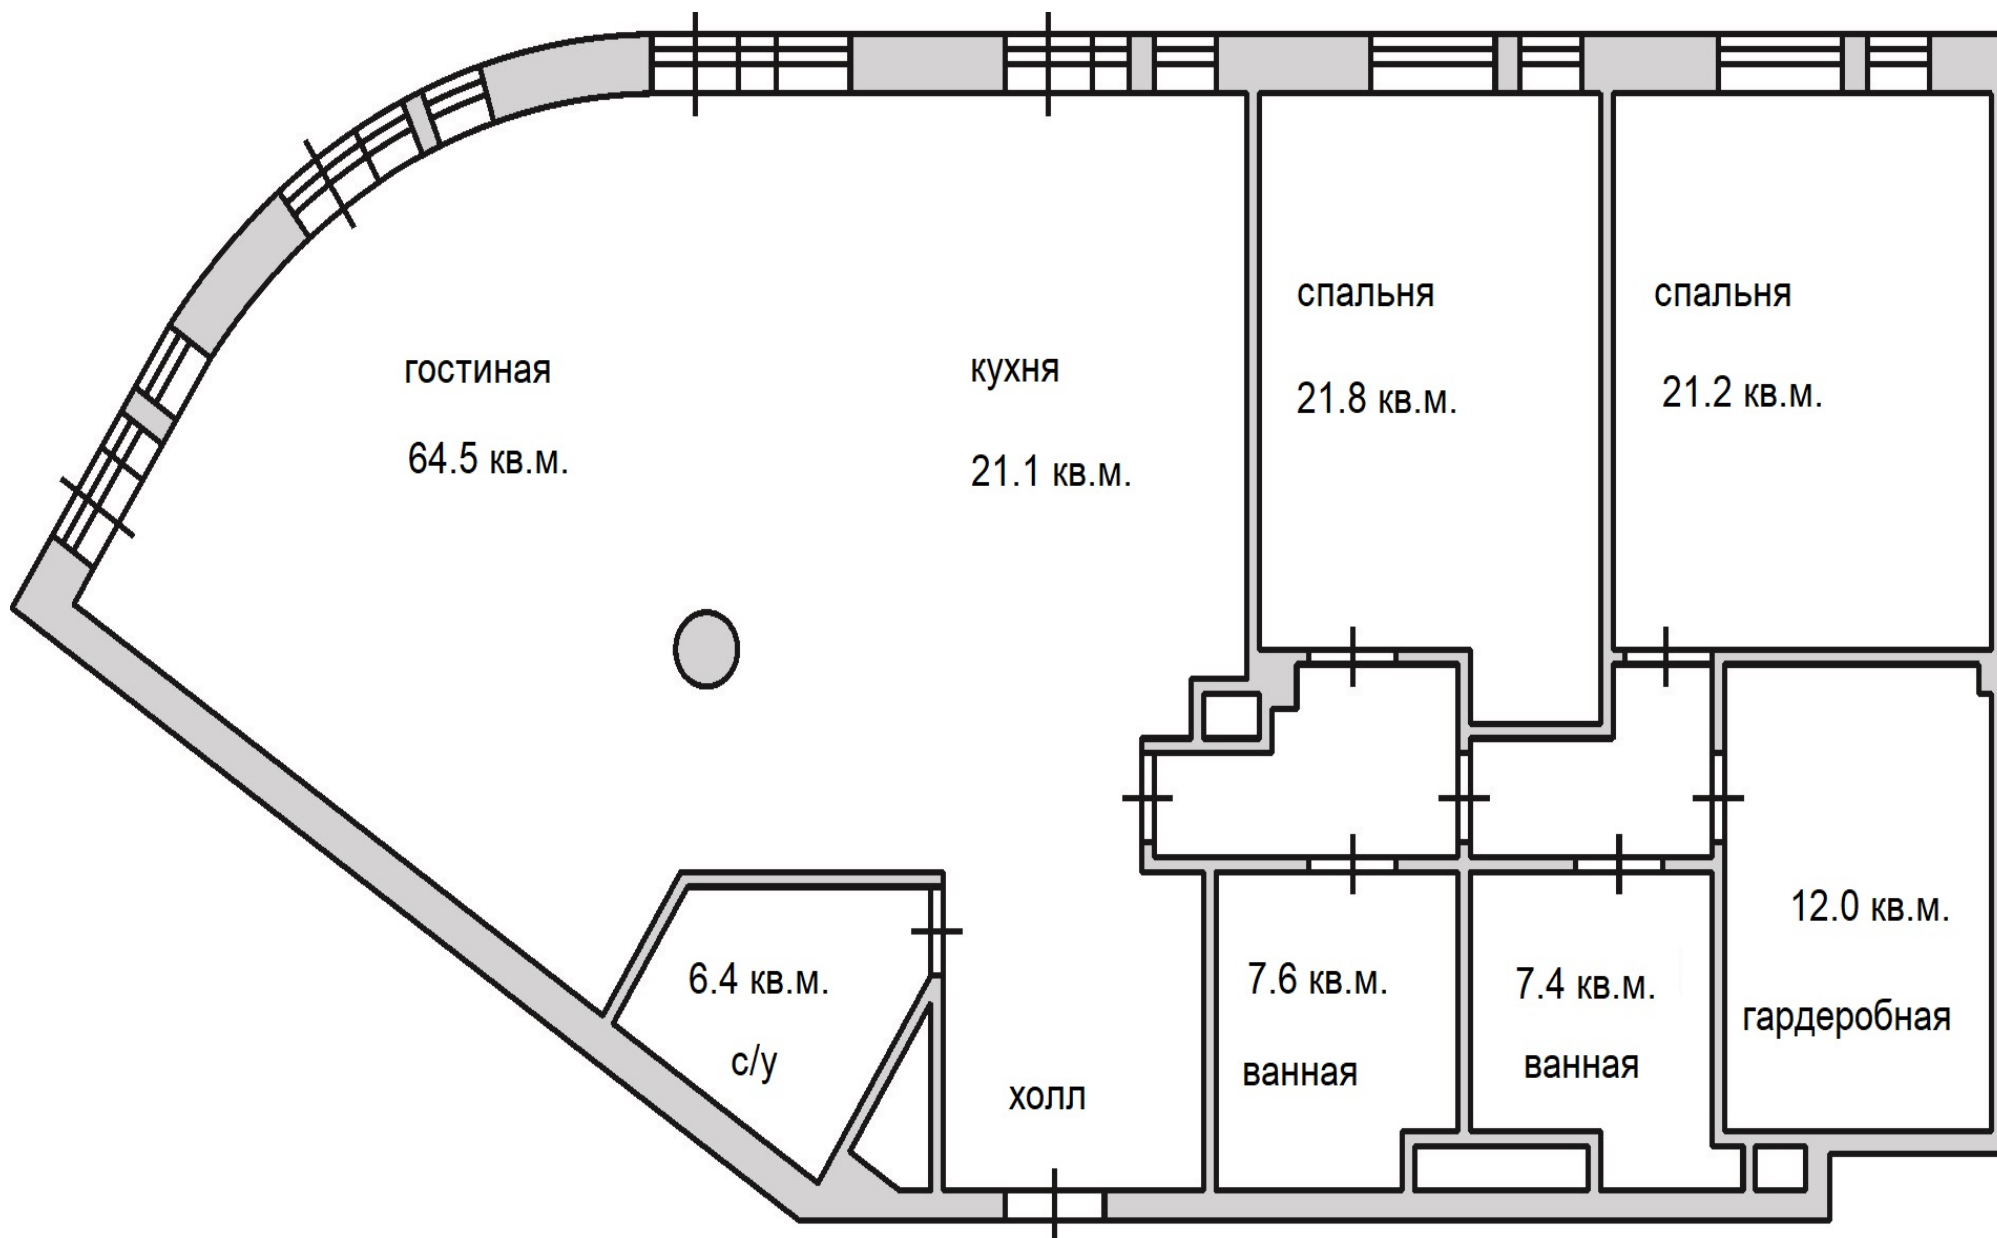 гостиная
64.5 кв.м.
кухня
21.1 кв.м.
спальня
21.8 кв.м.
спальня
21.2 кв.м.
6.4 кв.м.
с/у
холл
7.6 кв.м.
ванная
7.4 кв.м.
ванная
12.0 кв.м.
гардеробная